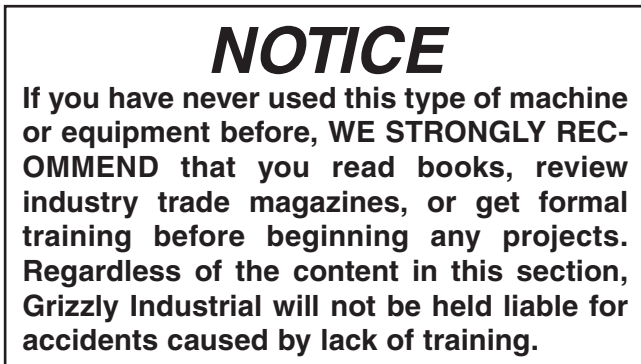 NOTICE
If you have never used this type of machine
or equipment before, WE STRONGLY REC-
OMMEND that you read books, review
industry trade magazines, or get formal
training before beginning any projects.
Regardless of the content in this section,
Grizzly Industrial will not be held liable for
accidents caused by lack of training.